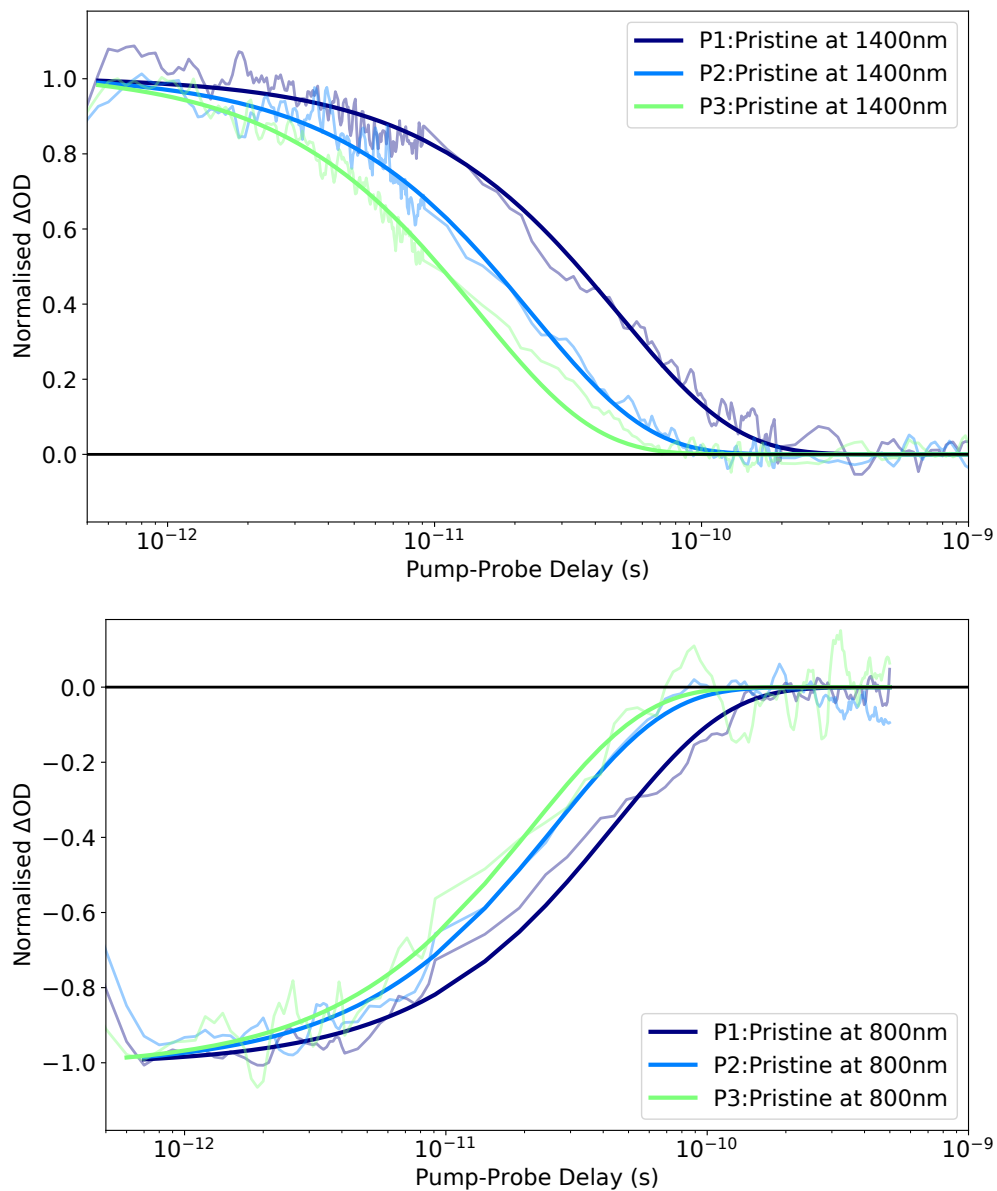 P1:Pristine at 1400nm
P2:Pristine at 1400nm
P3:Pristine at 1400nm
1.0
0.8
0.6
0.4
0.2
0.0
Normalised ΔOD
10⁻¹² 10⁻¹¹ 10⁻¹⁰ 10⁻⁹
Pump-Probe Delay (s)
0.0
−0.2
−0.4
−0.6
−0.8
−1.0
Normalised ΔOD
P1:Pristine at 800nm
P2:Pristine at 800nm
P3:Pristine at 800nm
10⁻¹² 10⁻¹¹ 10⁻¹⁰ 10⁻⁹
Pump-Probe Delay (s)